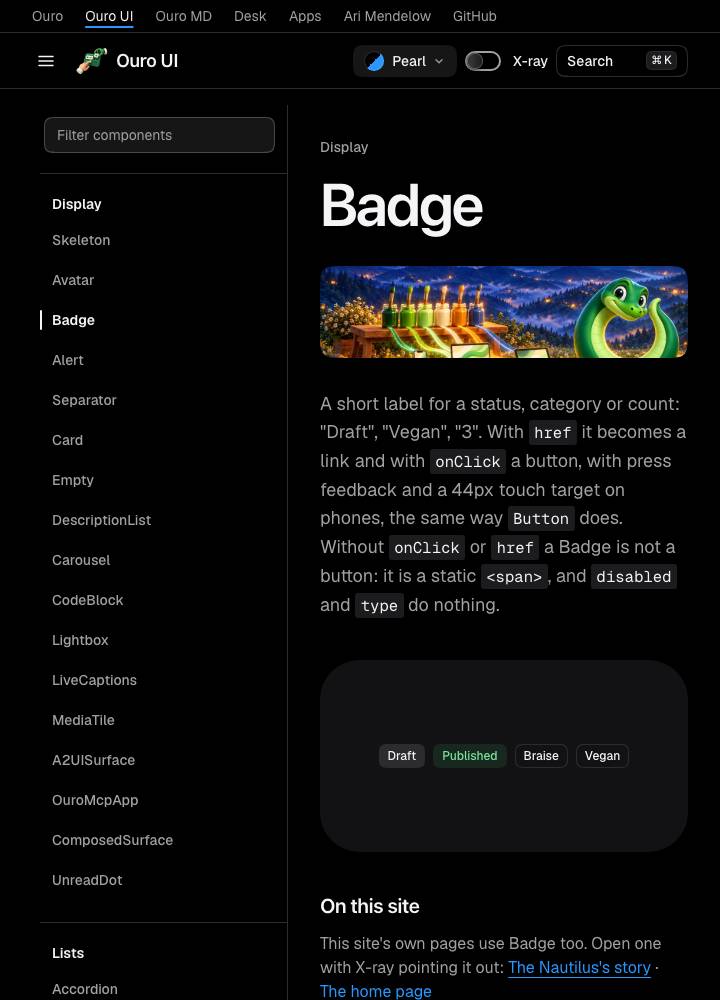 Ouro Ouro UI Ouro MD Desk Apps Ari Mendelow GitHub
Ouro UI Pearl X-ray Search ⌘ K
Filter components
Display
Skeleton
Avatar
Badge
Alert
Separator
Card
Empty
DescriptionList
Carousel
CodeBlock
Lightbox
LiveCaptions
MediaTile
A2UISurface
OuroMcpApp
ComposedSurface
UnreadDot
Lists
Accordion
Display
Badge
A short label for a status, category or count:
"Draft", "Vegan", "3". With href it becomes a
link and with onClick a button, with press
feedback and a 44px touch target on
phones, the same way Button does.
Without onClick or href a Badge is not a
button: it is a static <span>, and disabled
and type do nothing.
Draft Published Braise Vegan
On this site
This site's own pages use Badge too. Open one
with X-ray pointing it out: The Nautilus's story ·
The home page